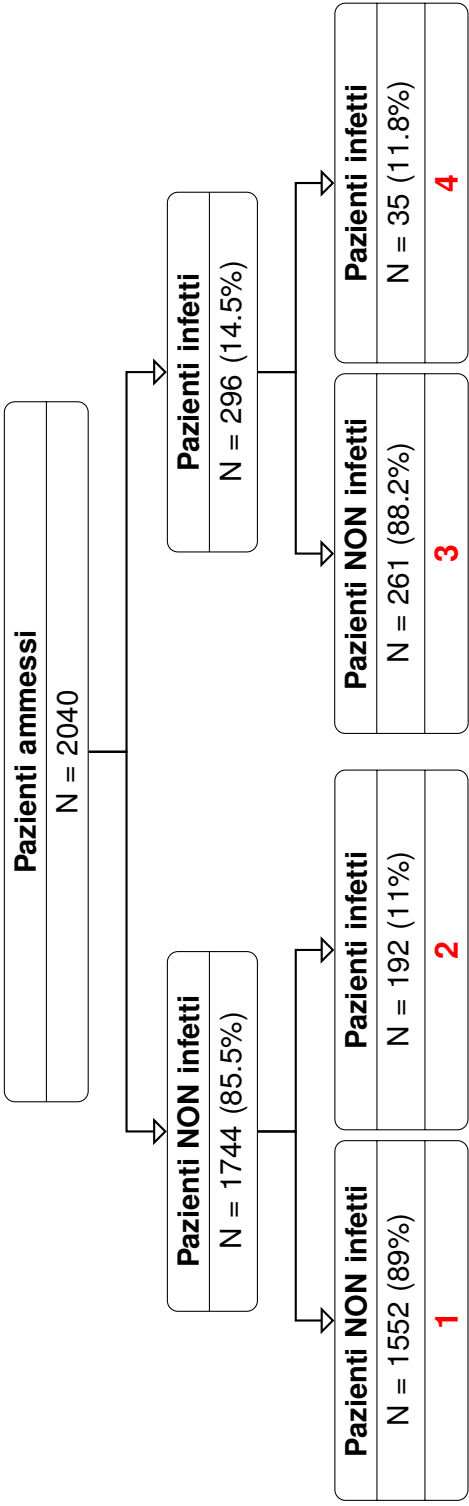 Pazienti ammessi
N = 2040
Pazienti NON infetti
N = 1744 (85.5%)
Pazienti infetti
N = 296 (14.5%)
Pazienti NON infetti
N = 1552 (89%)
1
Pazienti infetti
N = 192 (11%)
2
Pazienti NON infetti
N = 261 (88.2%)
3
Pazienti infetti
N = 35 (11.8%)
4